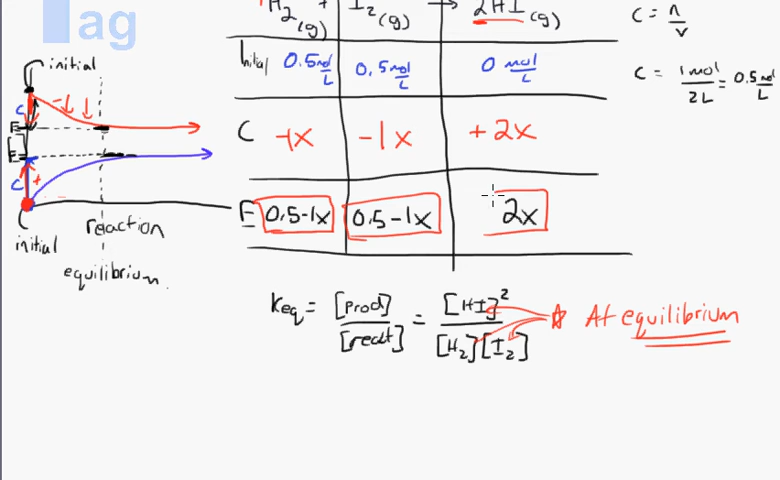 ag
H₂(g) + I₂(g) → 2HI(g)
C = n/v
Initial 0.5 mol/L 0.5 mol/L 0 mol/L
C = 1 mol/2L = 0.5 mol/L
C -1x -1x +2x
E 0.5-1x 0.5-1x 2x
initial
C
E
E
C +
initial
reaction
equilibrium
Keq = [Prod]/[reat] = [HI]²/[H₂][I₂]
At equilibrium